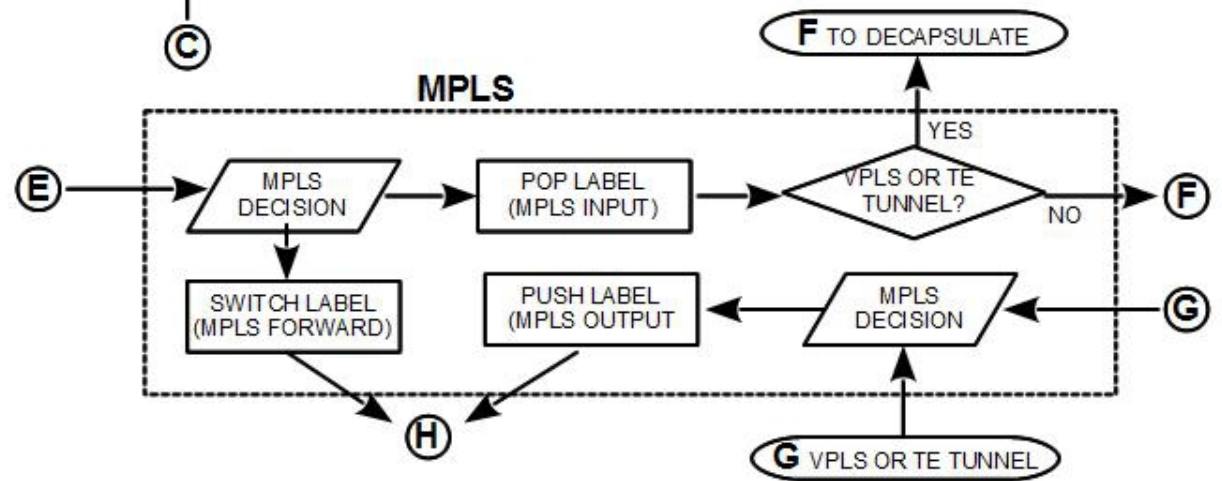 C
F TO DECAPSULATE
MPLS
YES
E
MPLS
DECISION
POP LABEL
(MPLS INPUT)
VPLS OR TE
TUNNEL?
NO
F
SWITCH LABEL
(MPLS FORWARD)
PUSH LABEL
(MPLS OUTPUT
MPLS
DECISION
G
H
G VPLS OR TE TUNNEL